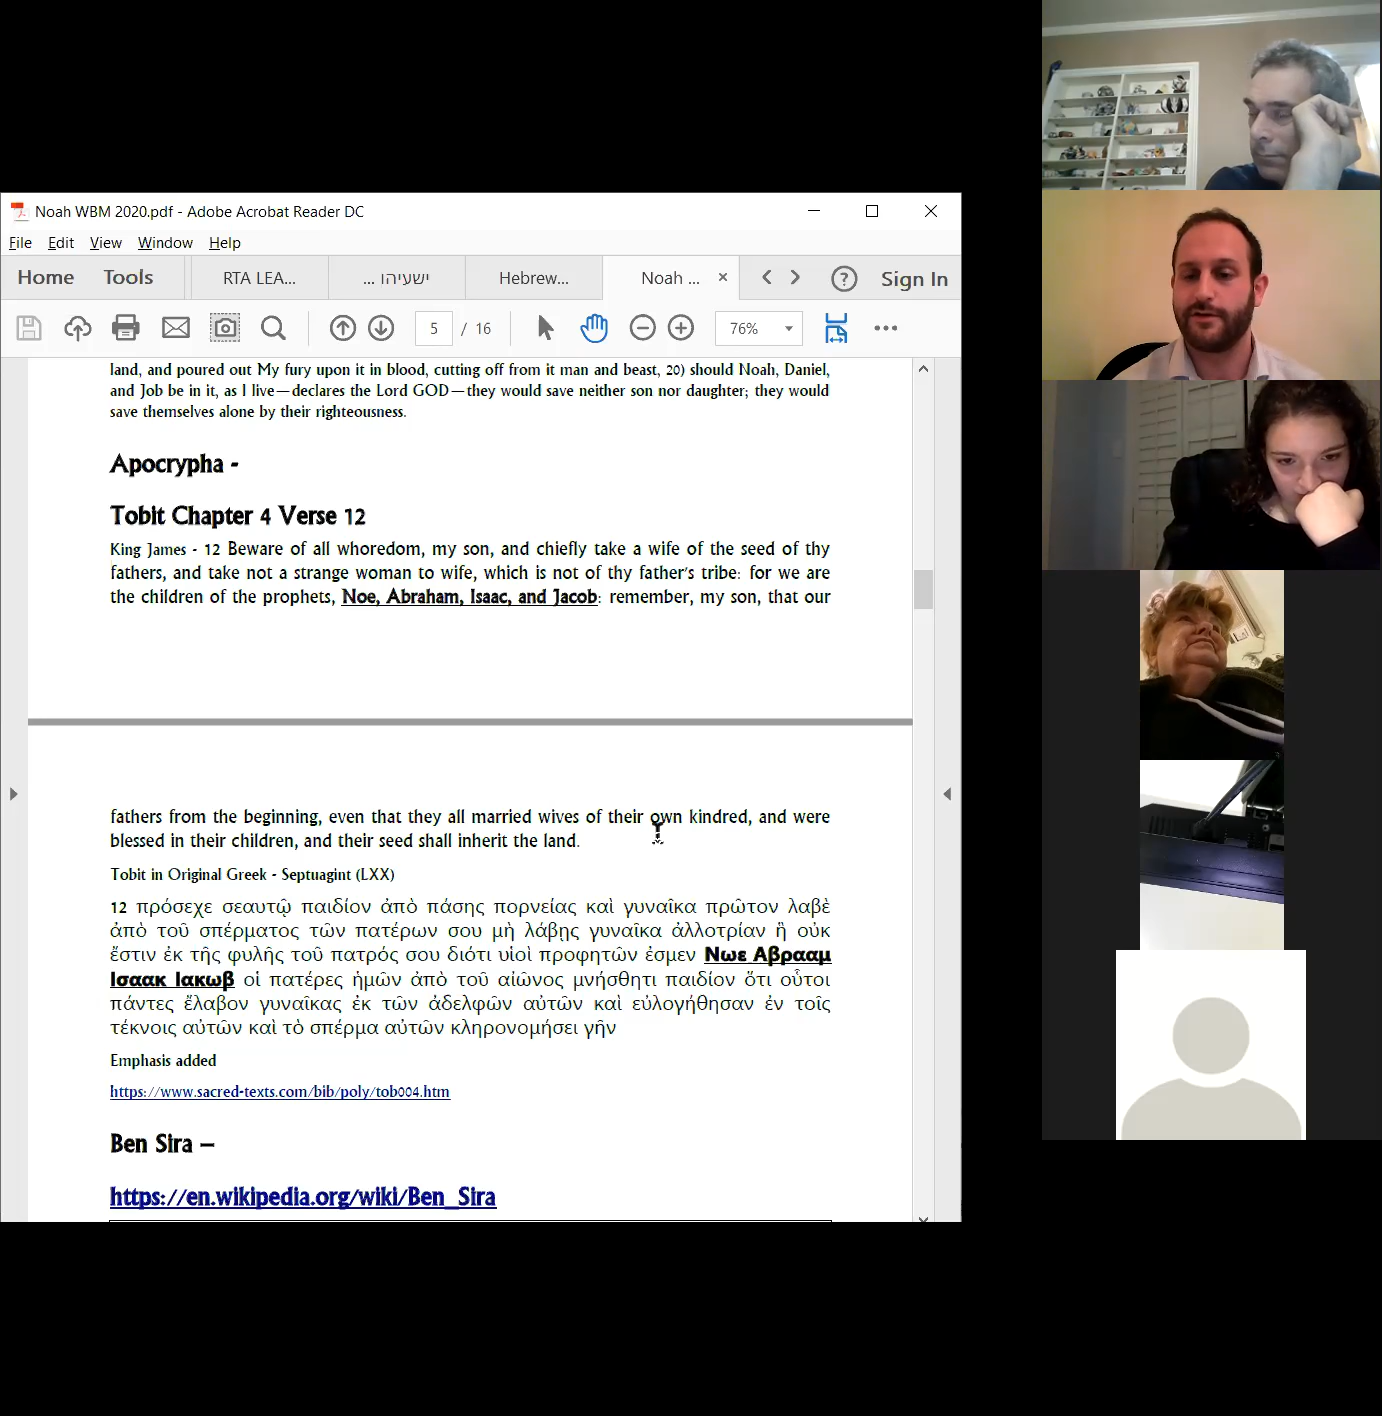 Noah WBM 2020.pdf - Adobe Acrobat Reader DC
File Edit View Window Help
Home Tools RTA LEA... ישעיהו ... Hebrew... Noah ... × Sign In
5 / 16 76%
land, and poured out My fury upon it in blood, cutting off from it man and beast, 20) should Noah, Daniel,
and Job be in it, as I live—declares the Lord GOD—they would save neither son nor daughter; they would
save themselves alone by their righteousness.
Apocrypha -
Tobit Chapter 4 Verse 12
King James - 12 Beware of all whoredom, my son, and chiefly take a wife of the seed of thy
fathers, and take not a strange woman to wife, which is not of thy father's tribe: for we are
the children of the prophets, Noe, Abraham, Isaac, and Jacob: remember, my son, that our
fathers from the beginning, even that they all married wives of their own kindred, and were
blessed in their children, and their seed shall inherit the land.
Tobit in Original Greek - Septuagint (LXX)
12 πρόσεχε σεαυτῷ παιδίον ἀπὸ πάσης πορνείας καὶ γυναῖκα πρῶτον λαβὲ
ἀπὸ τοῦ σπέρματος τῶν πατέρων σου μὴ λάβῃς γυναῖκα ἀλλοτρίαν ἣ οὐκ
ἔστιν ἐκ τῆς φυλῆς τοῦ πατρός σου διότι υἱοὶ προφητῶν ἐσμεν Νωε Αβρααμ
Ισαακ Ιακωβ οἱ πατέρες ἡμῶν ἀπὸ τοῦ αἰῶνος μνήσθητι παιδίον ὅτι οὗτοι
πάντες ἔλαβον γυναῖκας ἐκ τῶν ἀδελφῶν αὐτῶν καὶ εὐλογήθησαν ἐν τοῖς
τέκνοις αὐτῶν καὶ τὸ σπέρμα αὐτῶν κληρονομήσει γῆν
Emphasis added
https://www.sacred-texts.com/bib/poly/tob004.htm
Ben Sira –
https://en.wikipedia.org/wiki/Ben_Sira